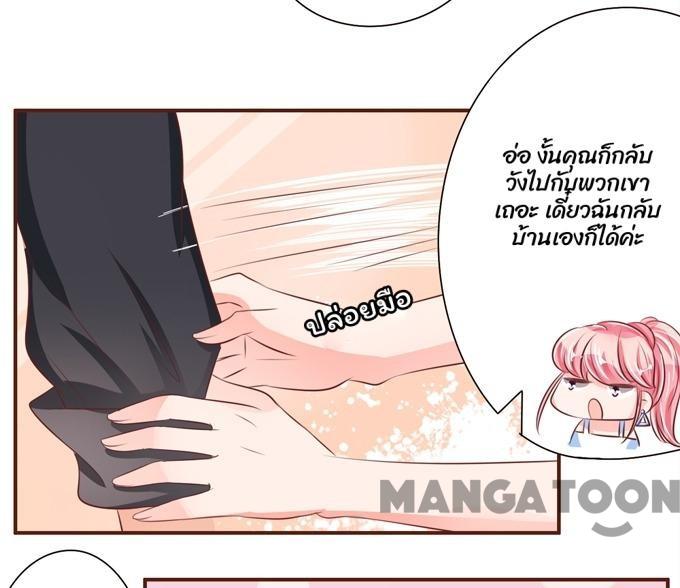 อ่อ งั้นคุณก็กลับ
วังไปกับพวกเขา
เถอะ เดี๋ยวฉันกลับ
บ้านเองก็ได้ค่ะ
ปล่อยมือ
MANGATOON